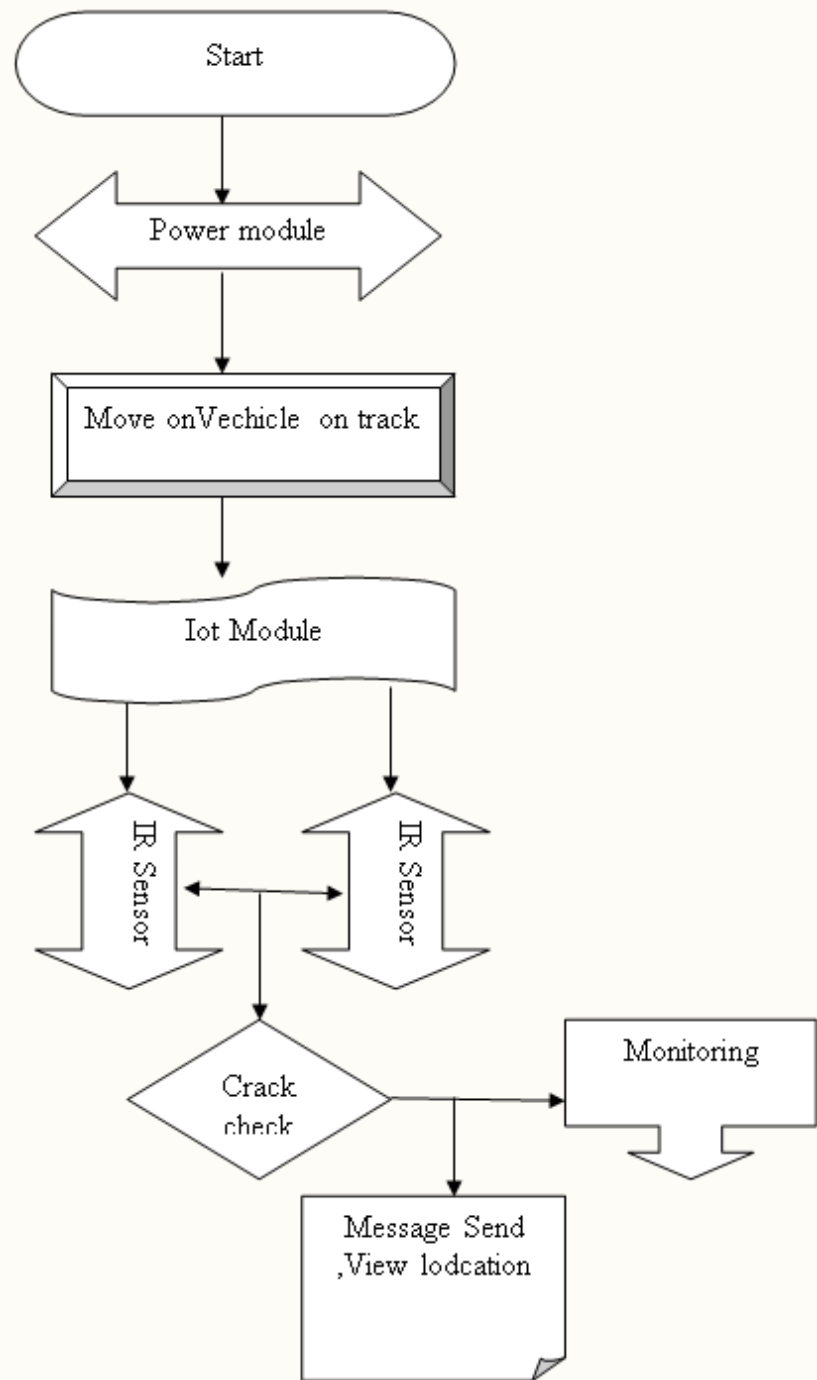 Start
Power module
Move onVechicle on track
Iot Module
IR Sensor
IR Sensor
Crack
check
Monitoring
Message Send
,View lodcation